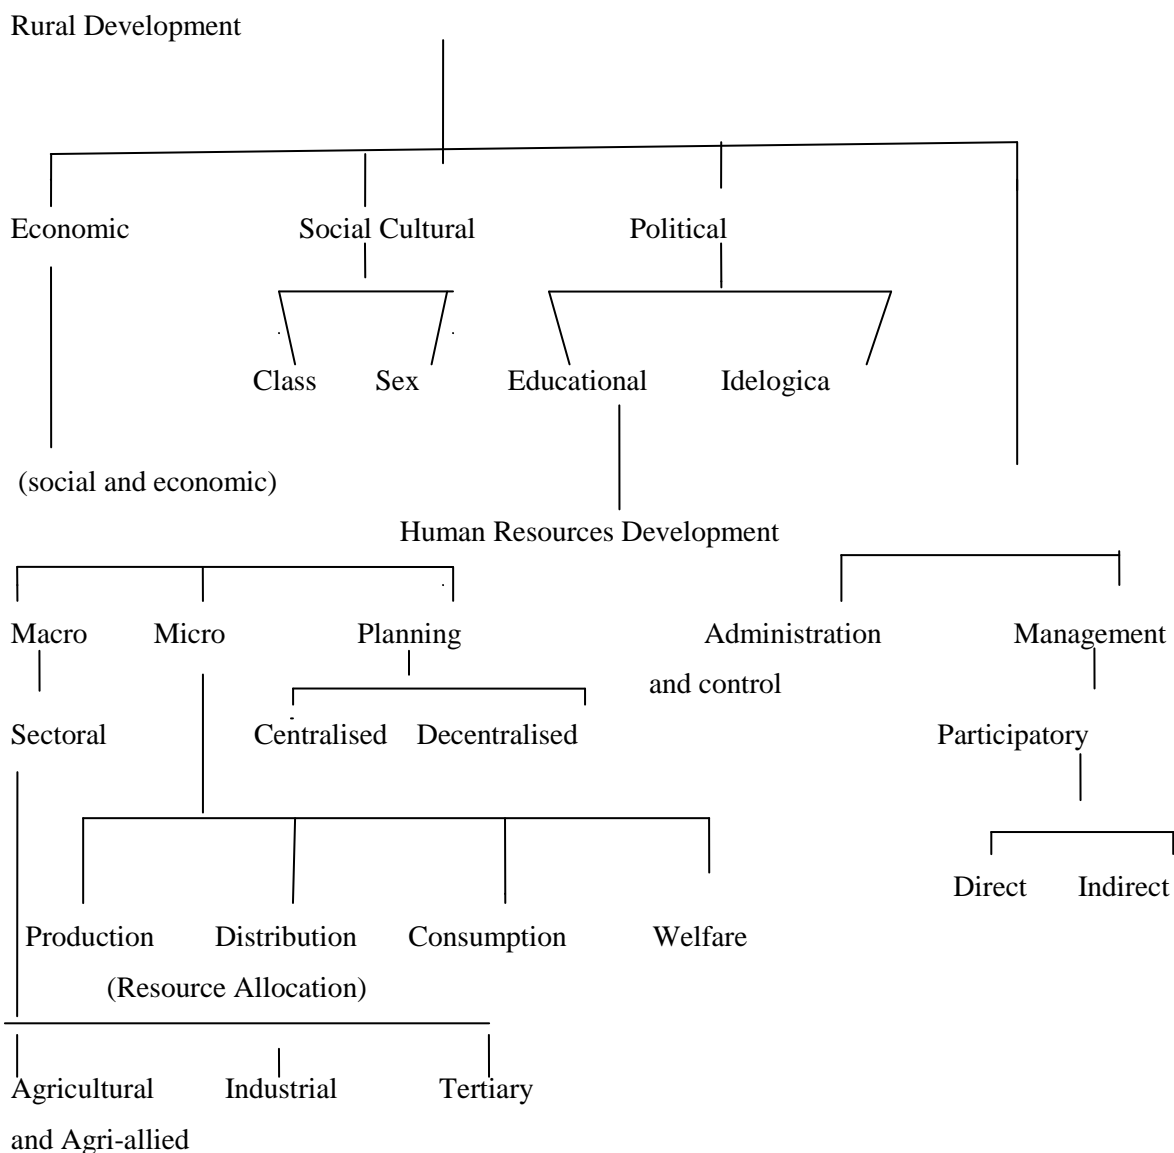 Rural Development
Economic Social Cultural Political
Class Sex Educational Idelogica
(social and economic)
Human Resources Development
Macro Micro Planning Administration Management
and control
Sectoral Centralised Decentralised Participatory
Direct Indirect
Production Distribution Consumption Welfare
(Resource Allocation)
Agricultural Industrial Tertiary
and Agri-allied